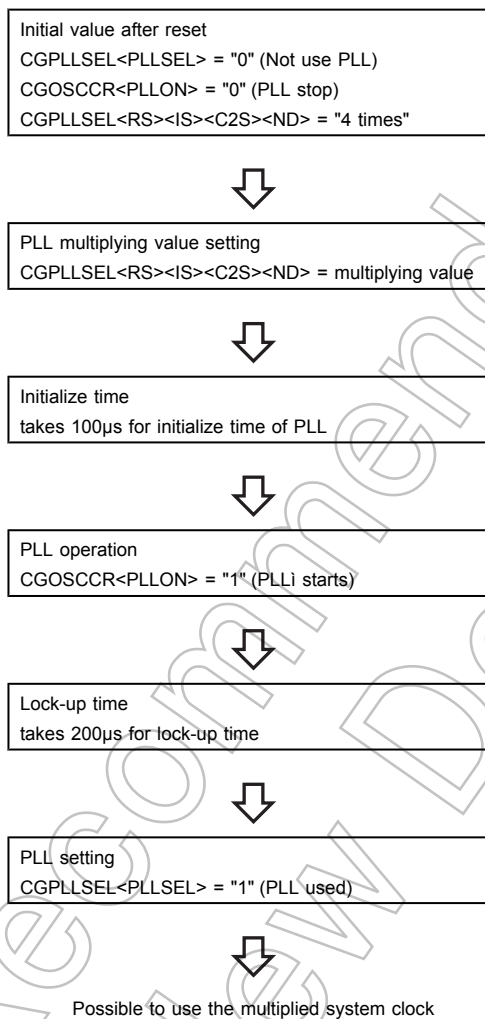 Initial value after reset
CGPLLSEL<PLLSEL> = "0" (Not use PLL)
CGOSCCR<PLLON> = "0" (PLL stop)
CGPLLSEL<RS><IS><C2S><ND> = "4 times"
PLL multiplying value setting
CGPLLSEL<RS><IS><C2S><ND> = multiplying value
Initialize time
takes 100μs for initialize time of PLL
PLL operation
CGOSCCR<PLLON> = "1" (PLLì starts)
Lock-up time
takes 200μs for lock-up time
PLL setting
CGPLLSEL<PLLSEL> = "1" (PLL used)
Possible to use the multiplied system clock